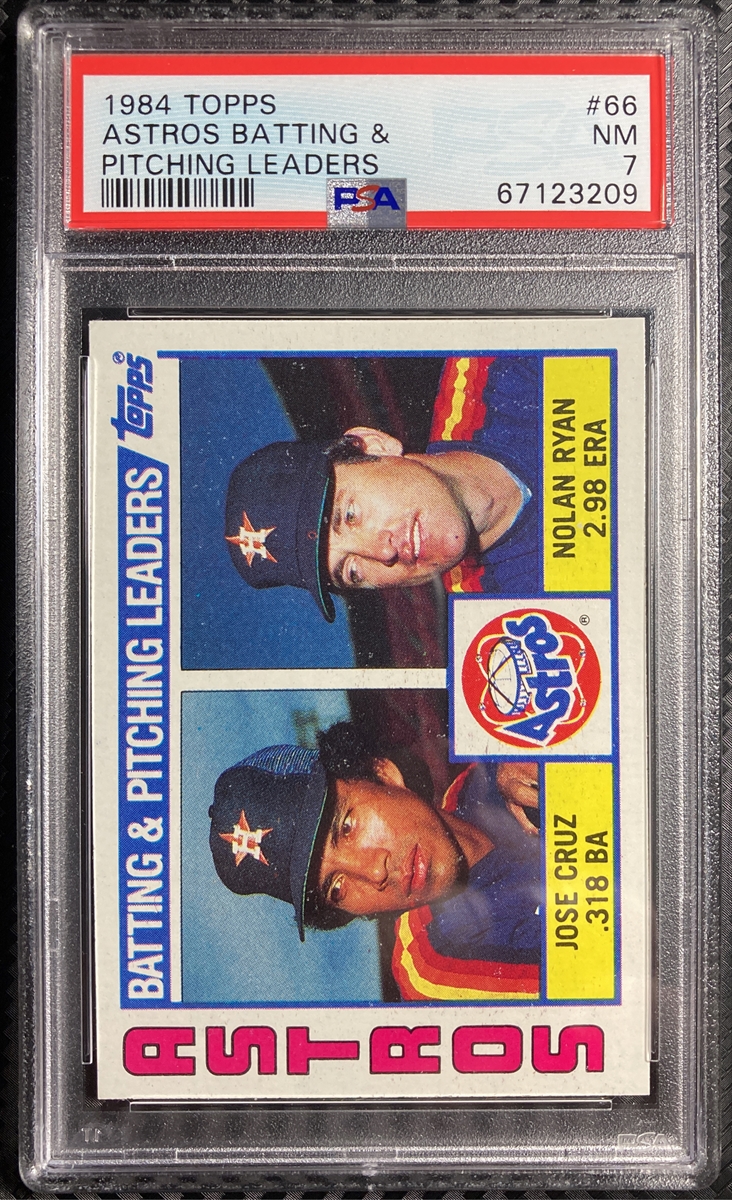 1984 TOPPS
#66
ASTROS BATTING &
NM
PITCHING LEADERS
7
PSA
67123209
BATTING & PITCHING LEADERS
TOPPS®
ASTROS
H
H
JOSE CRUZ
.318 BA
Astros
®
NOLAN RYAN
2.98 ERA
PSA